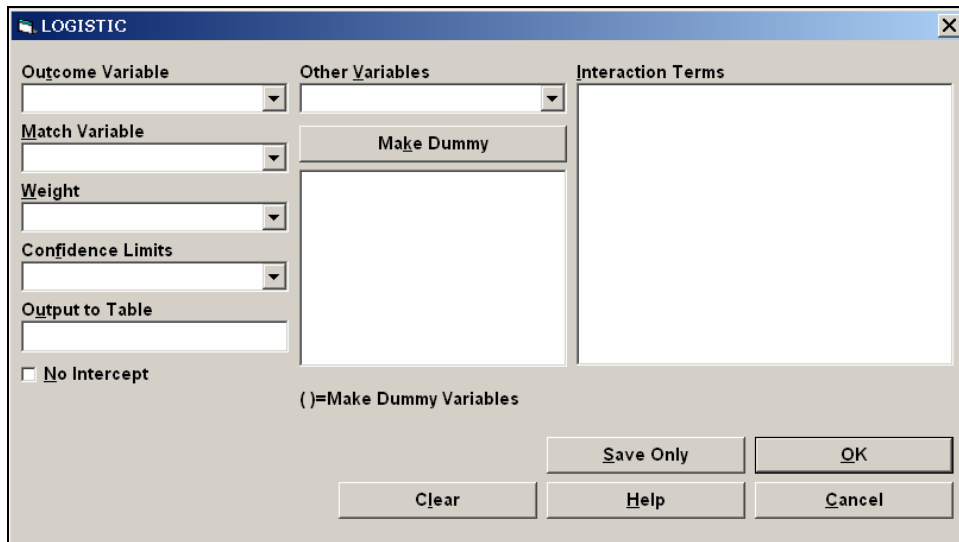 LOGISTIC
Outcome Variable
Match Variable
Weight
Confidence Limits
Output to Table
No Intercept
Other Variables
Make Dummy
( )=Make Dummy Variables
Interaction Terms
Save Only
OK
Clear
Help
Cancel